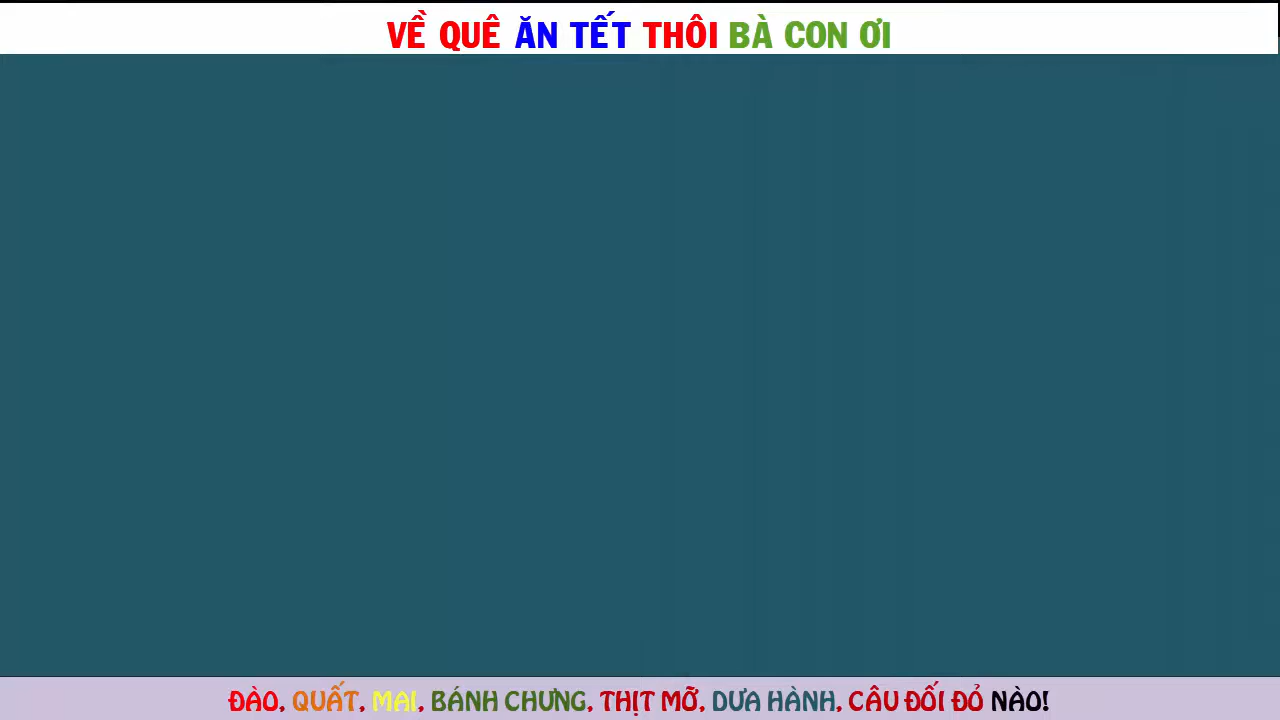 VỀ QUÊ ĂN TẾT THÔI BÀ CON ƠI
ĐÀO, QUẤT, MAI, BÁNH CHƯNG, THỊT MỠ, DƯA HÀNH, CÂU ĐỐI ĐỎ NÀO!